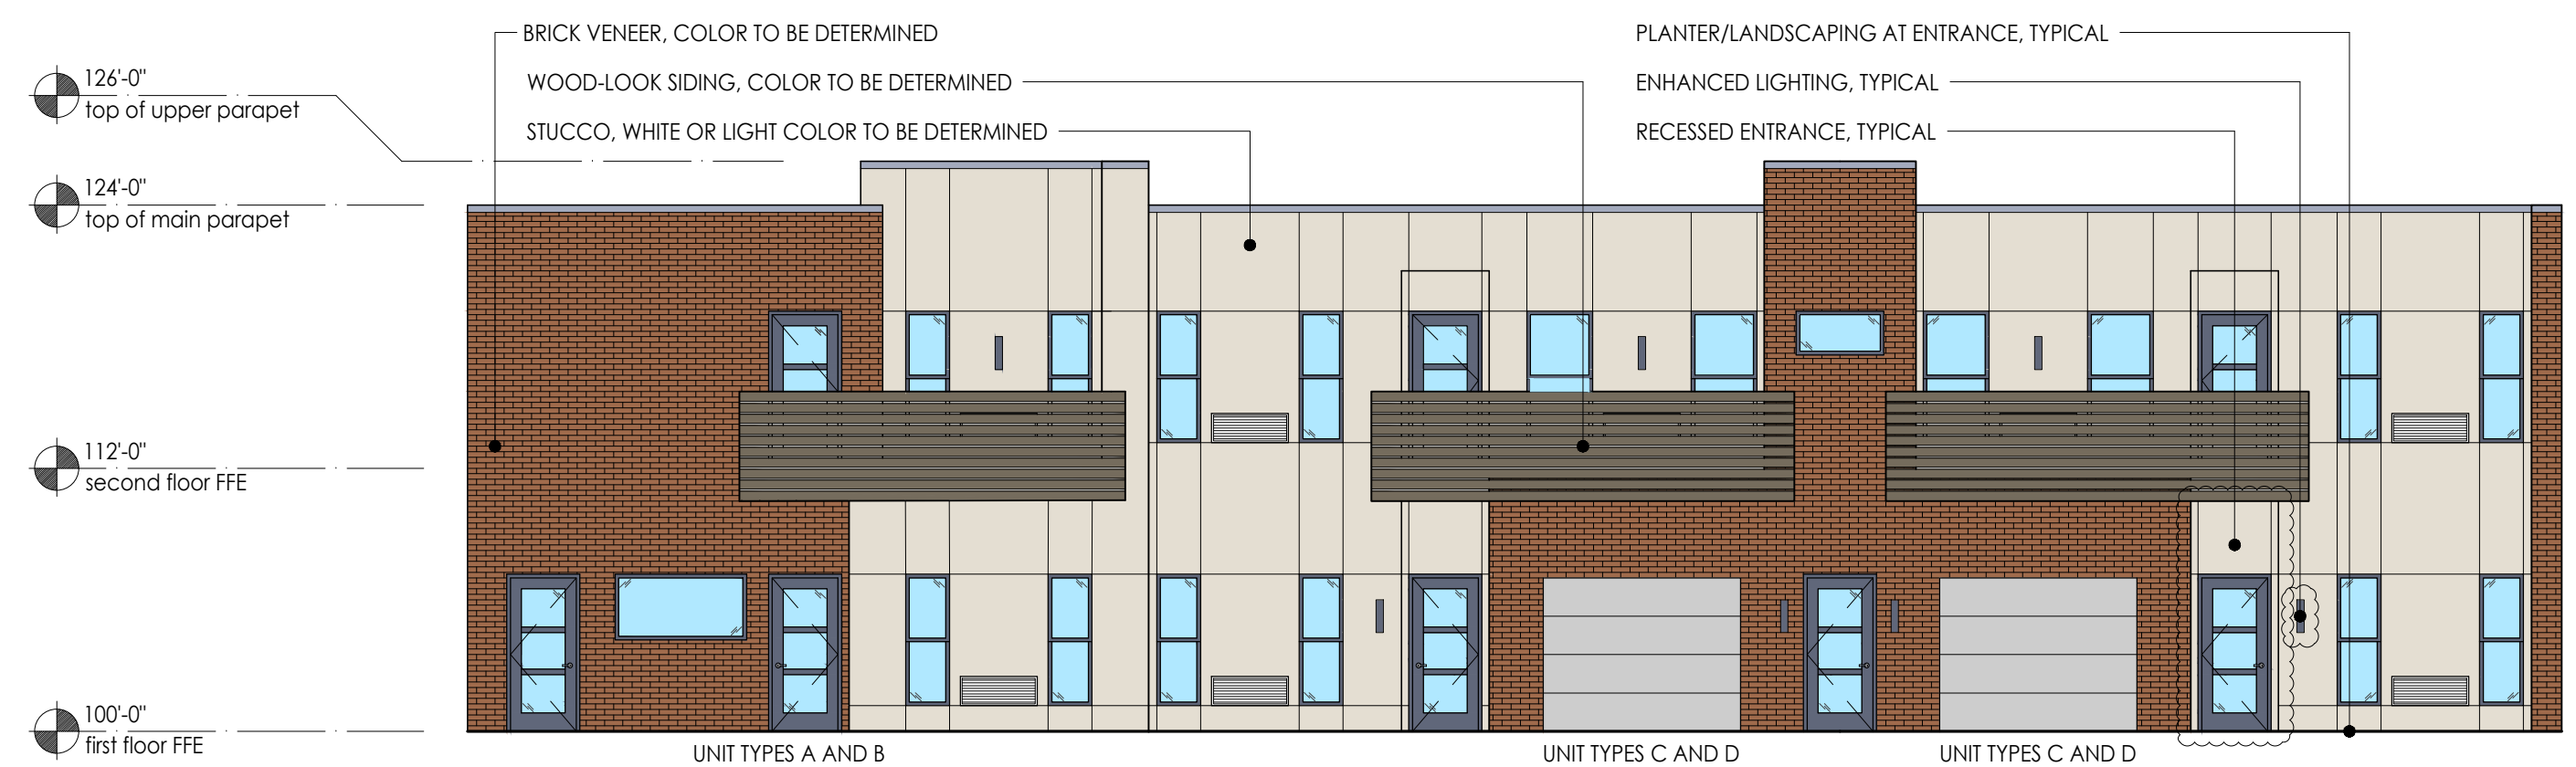 BRICK VENEER, COLOR TO BE DETERMINED
WOOD-LOOK SIDING, COLOR TO BE DETERMINED
STUCCO, WHITE OR LIGHT COLOR TO BE DETERMINED
PLANTER/LANDSCAPING AT ENTRANCE, TYPICAL
ENHANCED LIGHTING, TYPICAL
RECESSED ENTRANCE, TYPICAL
126'-0"
top of upper parapet
124'-0"
top of main parapet
112'-0"
second floor FFE
100'-0"
first floor FFE
UNIT TYPES A AND B
UNIT TYPES C AND D
UNIT TYPES C AND D